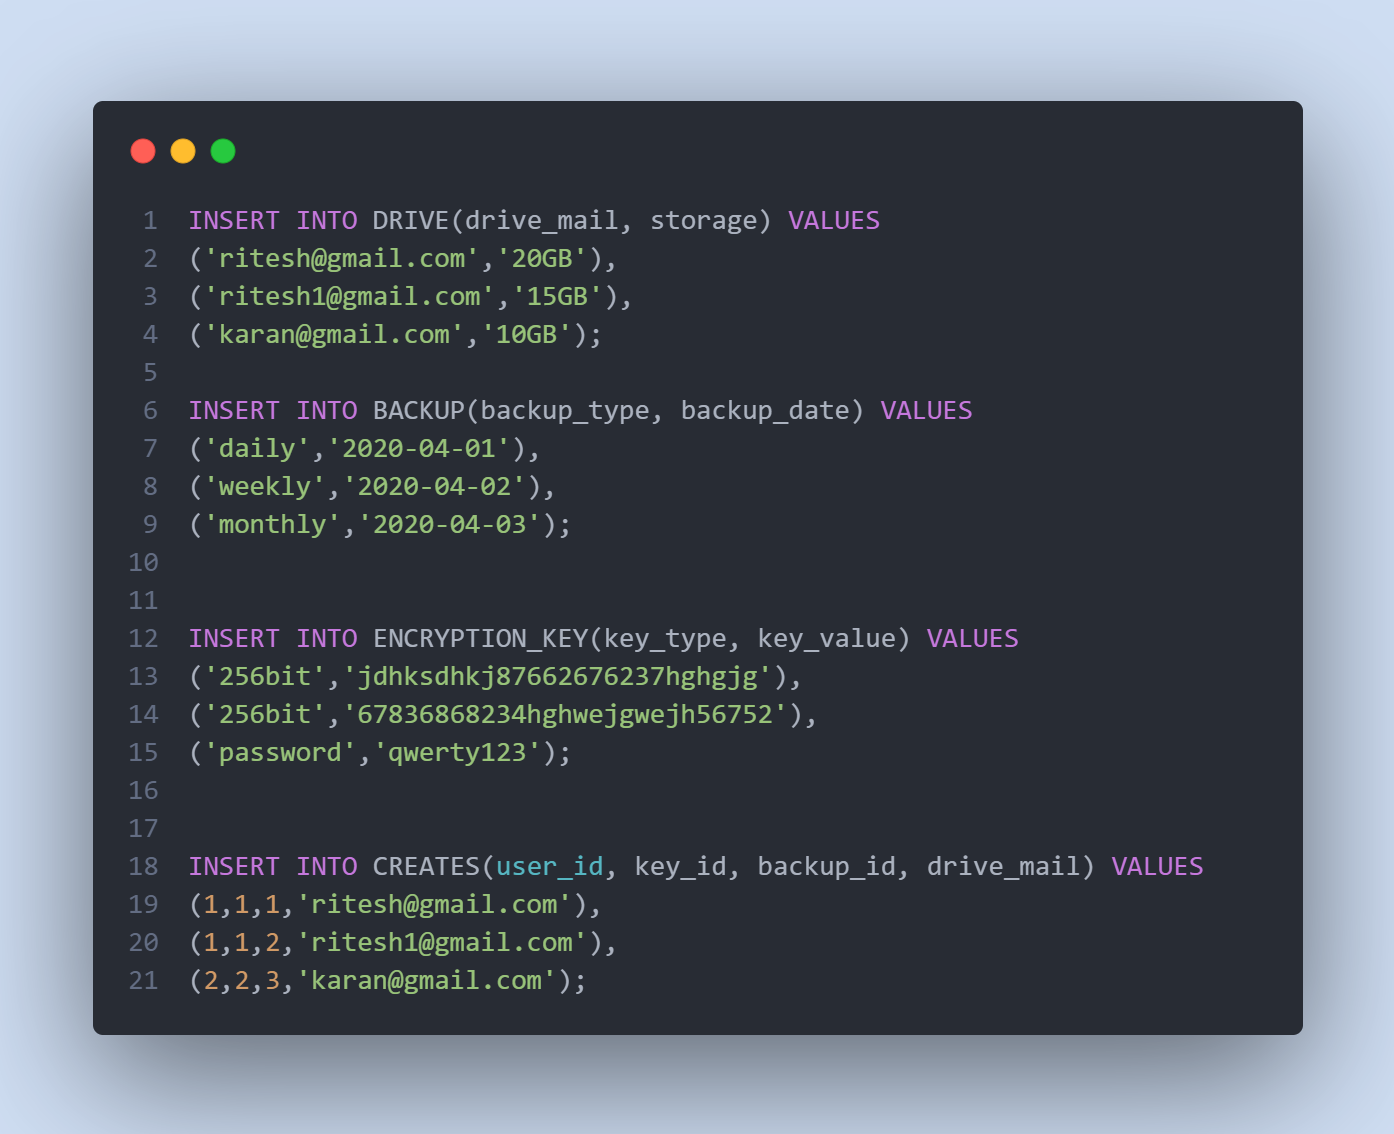 1 INSERT INTO DRIVE(drive_mail, storage) VALUES
2 ('ritesh@gmail.com','20GB'),
3 ('ritesh1@gmail.com','15GB'),
4 ('karan@gmail.com','10GB');
5
6 INSERT INTO BACKUP(backup_type, backup_date) VALUES
7 ('daily','2020-04-01'),
8 ('weekly','2020-04-02'),
9 ('monthly','2020-04-03');
10
11
12 INSERT INTO ENCRYPTION_KEY(key_type, key_value) VALUES
13 ('256bit','jdhksdhkj87662676237hghgjg'),
14 ('256bit','67836868234hghwejgwejh56752'),
15 ('password','qwerty123');
16
17
18 INSERT INTO CREATES(user_id, key_id, backup_id, drive_mail) VALUES
19 (1,1,1,'ritesh@gmail.com'),
20 (1,1,2,'ritesh1@gmail.com'),
21 (2,2,3,'karan@gmail.com');